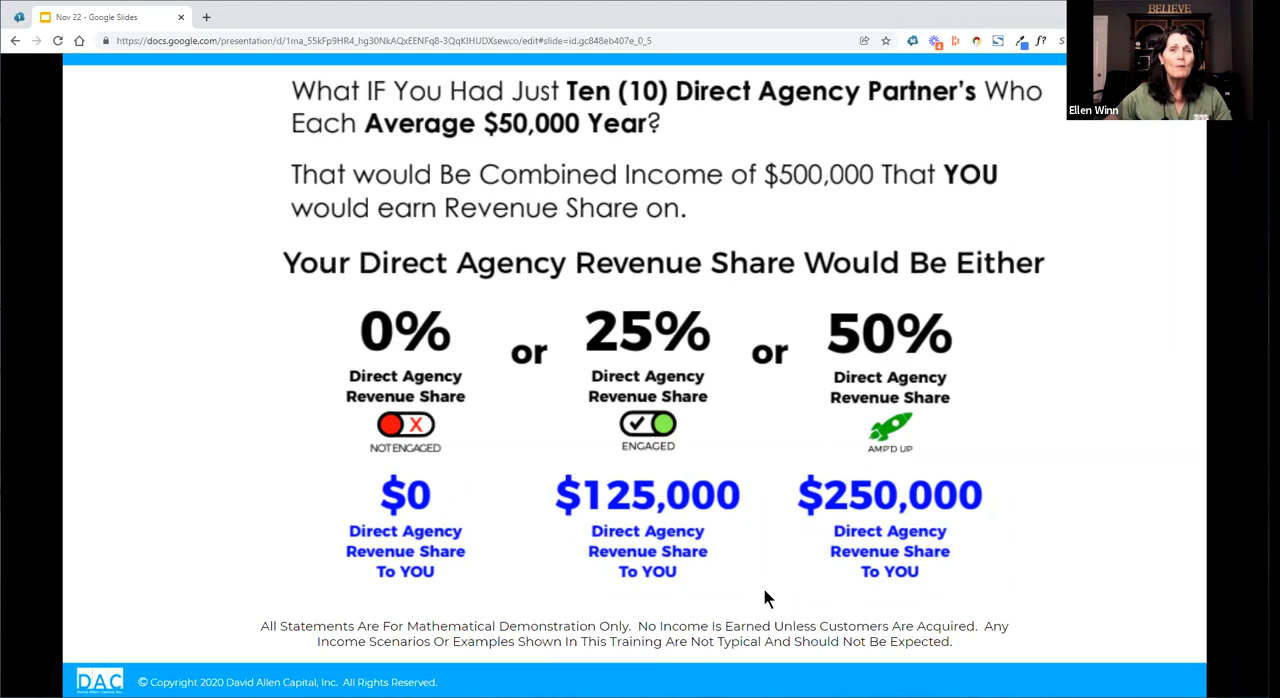 Nov 22 - Google Slides
https://docs.google.com/presentation/d/1ma_55kFp9HR4_hg30NkAQxEENFq8-3QqKIHUDXsewco/edit#slide=id.gc848eb407e_0_5
BELIEVE
Ellen Winn
What IF You Had Just Ten (10) Direct Agency Partner's Who
Each Average $50,000 Year?
That would Be Combined Income of $500,000 That YOU
would earn Revenue Share on.
Your Direct Agency Revenue Share Would Be Either
0% or 25% or 50%
Direct Agency Direct Agency Direct Agency
Revenue Share Revenue Share Revenue Share
NOT ENGAGED ENGAGED AMP'D UP
$0 $125,000 $250,000
Direct Agency Direct Agency Direct Agency
Revenue Share Revenue Share Revenue Share
To YOU To YOU To YOU
All Statements Are For Mathematical Demonstration Only. No Income Is Earned Unless Customers Are Acquired. Any
Income Scenarios Or Examples Shown In This Training Are Not Typical And Should Not Be Expected.
DAC © Copyright 2020 David Allen Capital, Inc. All Rights Reserved.
David Allen Capital, Inc.